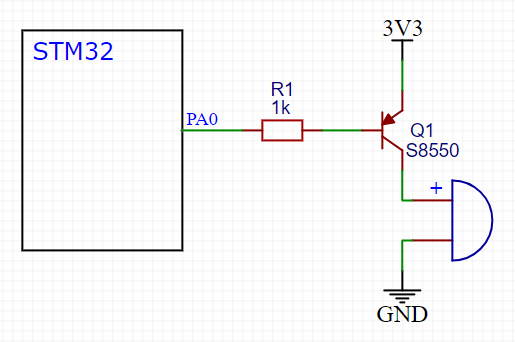 3V3
STM32
R1
1k
PA0
Q1
S8550
+
GND